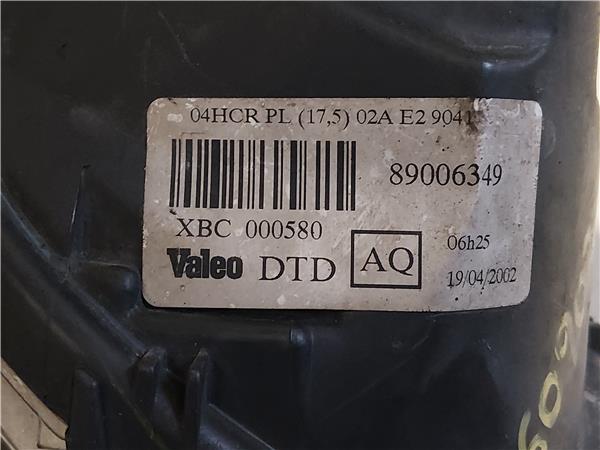 04HCR PL (17,5) 02A E2 9041
89006349
XBC 000580
Valeo DTD AQ
06h25
19/04/2002